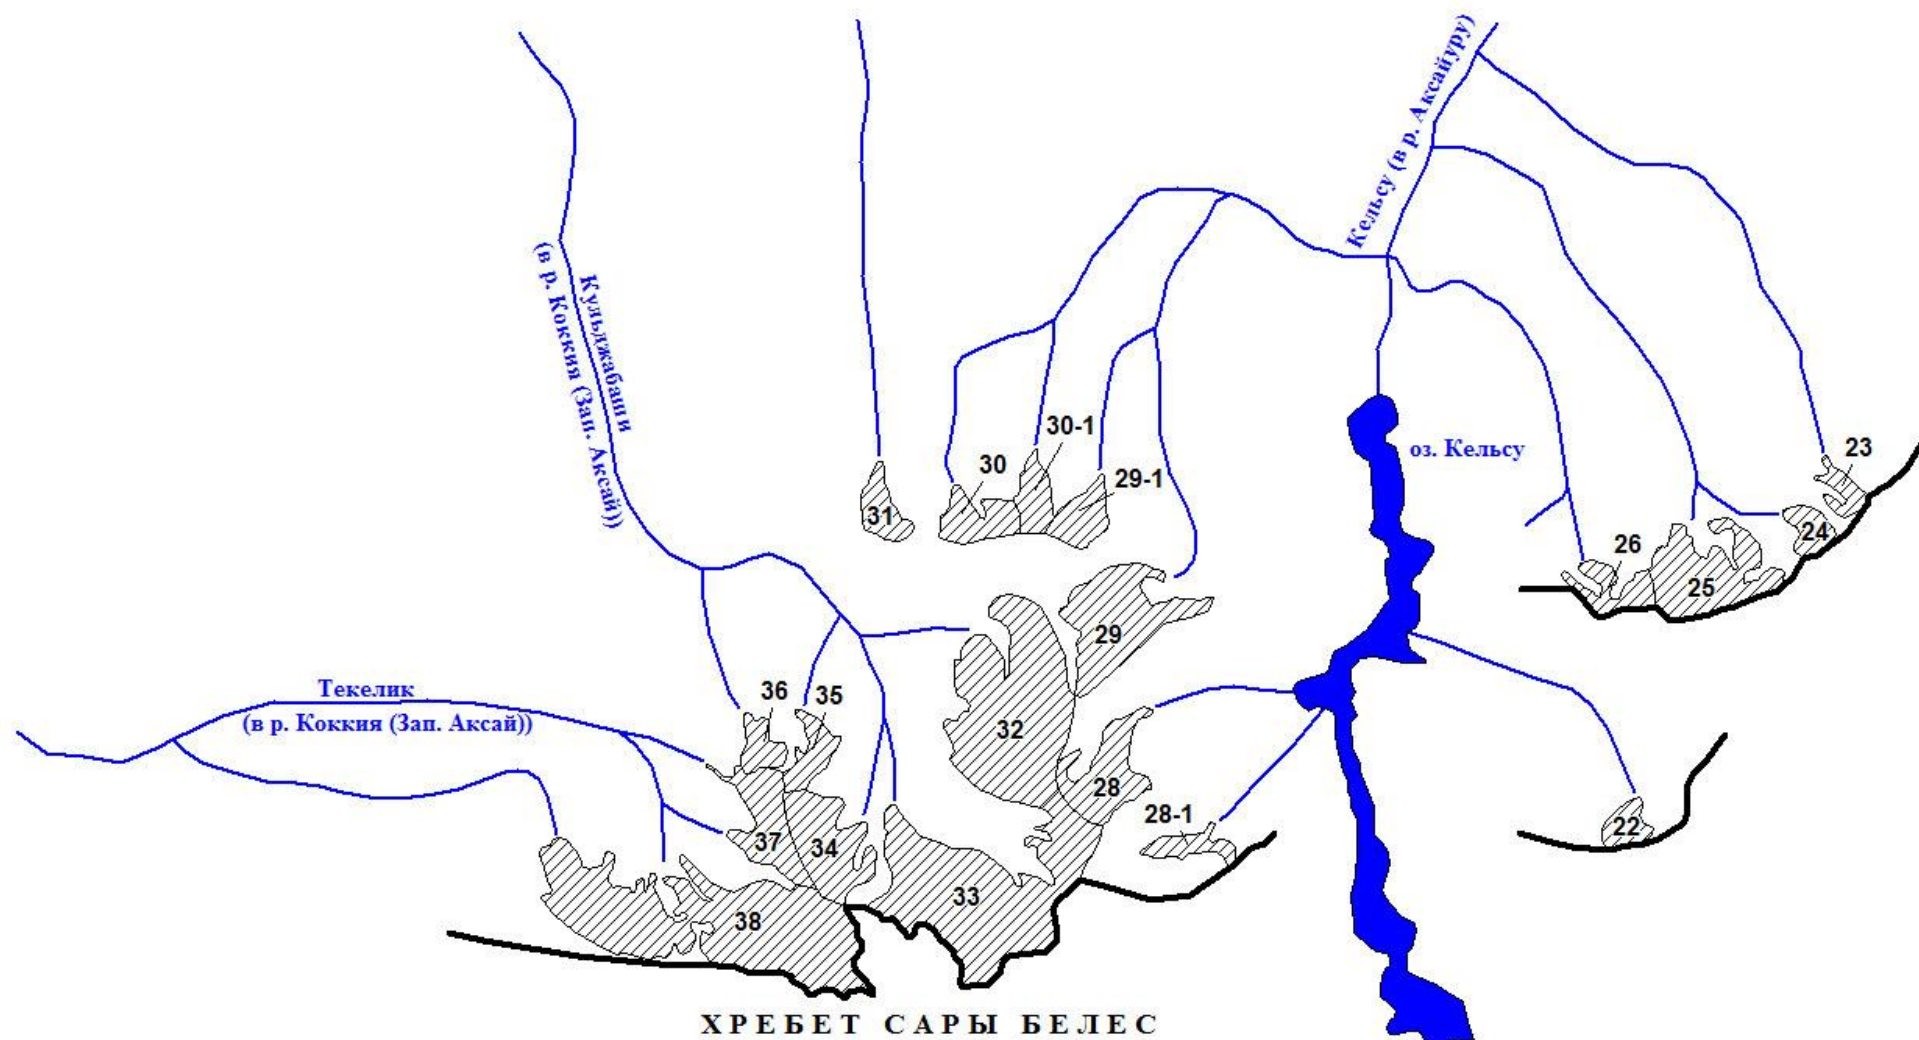 Кельсу (в р. Аксайуру)
Кульджабаши
(в р. Коккия (Зап. Аксай))
30-1
30
29-1
31
оз. Кельсу
23
24
26
25
29
Текелик
(в р. Коккия (Зап. Аксай))
36
35
32
28
28-1
22
37
34
33
38
ХРЕБЕТ САРЫ БЕЛЕС